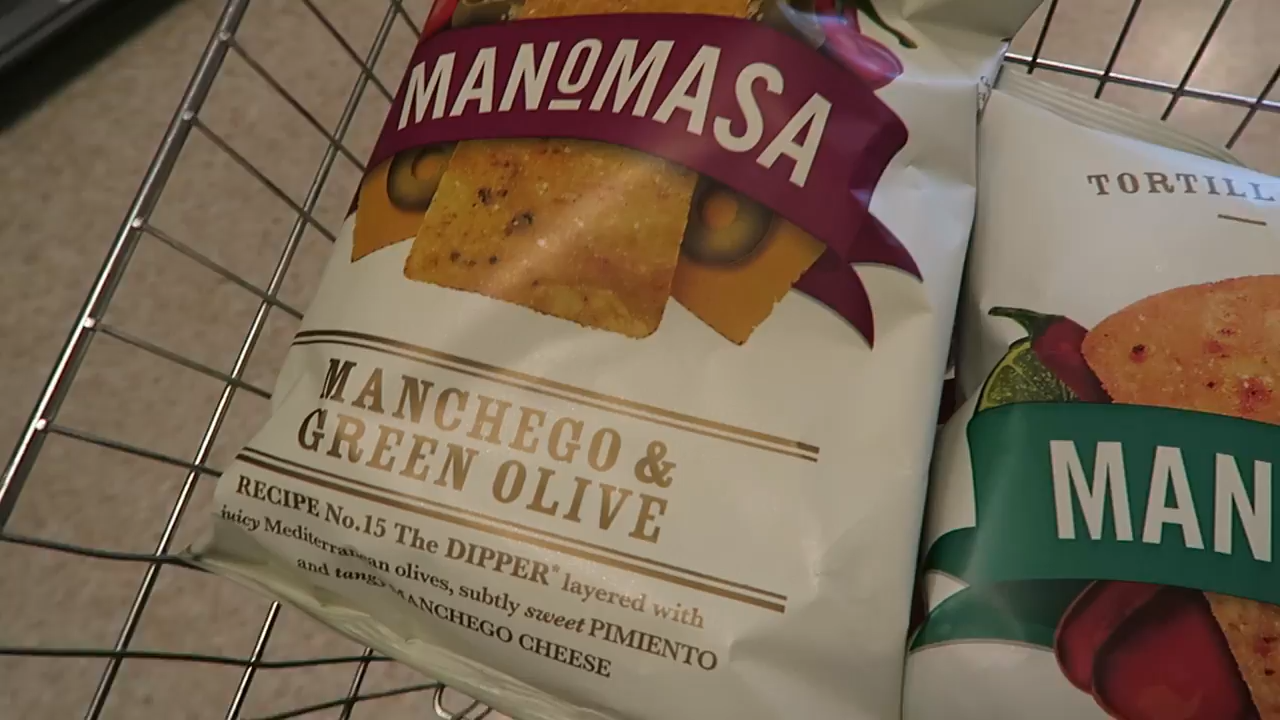 MANOMASA
MANCHEGO &
GREEN OLIVE
RECIPE No.15 The DIPPER* layered with
juicy Mediterranean olives, subtly sweet PIMIENTO
and tangy MANCHEGO CHEESE
TORTILL
MAN